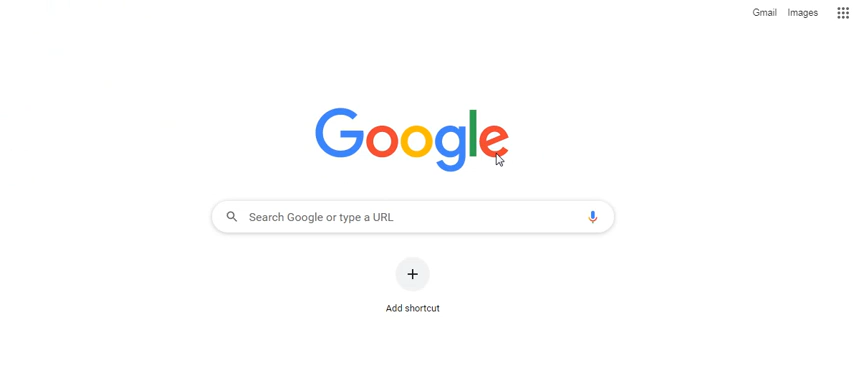 Gmail Images
Google
Search Google or type a URL
Add shortcut